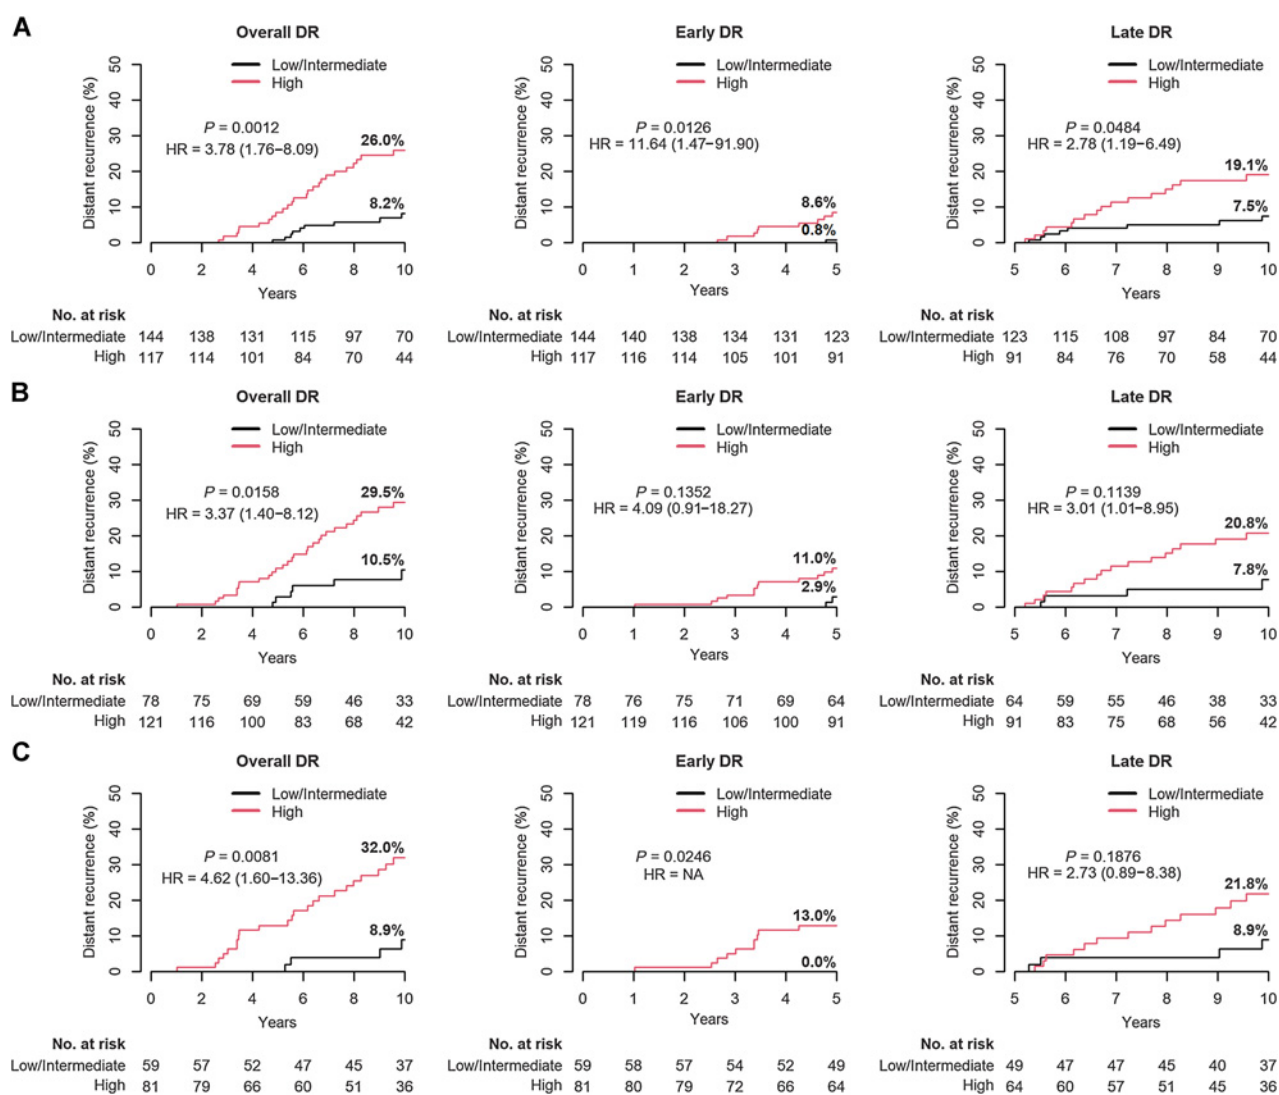 A
Overall DR
Low/Intermediate
High
Distant recurrence (%)
50
40
30
20
10
0
P = 0.0012
HR = 3.78 (1.76–8.09)
26.0%
8.2%
0 2 4 6 8 10
Years
No. at risk
Low/Intermediate 144 138 131 115 97 70
High 117 114 101 84 70 44
Early DR
Low/Intermediate
High
Distant recurrence (%)
50
40
30
20
10
0
P = 0.0126
HR = 11.64 (1.47–91.90)
8.6%
0.8%
0 1 2 3 4 5
Years
No. at risk
Low/Intermediate 144 140 138 134 131 123
High 117 116 114 105 101 91
Late DR
Low/Intermediate
High
Distant recurrence (%)
50
40
30
20
10
0
P = 0.0484
HR = 2.78 (1.19–6.49)
19.1%
7.5%
5 6 7 8 9 10
Years
No. at risk
Low/Intermediate 123 115 108 97 84 70
High 91 84 76 70 58 44
B
Overall DR
Low/Intermediate
High
Distant recurrence (%)
50
40
30
20
10
0
P = 0.0158
HR = 3.37 (1.40–8.12)
29.5%
10.5%
0 2 4 6 8 10
Years
No. at risk
Low/Intermediate 78 75 69 59 46 33
High 121 116 100 83 68 42
Early DR
Low/Intermediate
High
Distant recurrence (%)
50
40
30
20
10
0
P = 0.1352
HR = 4.09 (0.91–18.27)
11.0%
2.9%
0 1 2 3 4 5
Years
No. at risk
Low/Intermediate 78 76 75 71 69 64
High 121 119 116 106 100 91
Late DR
Low/Intermediate
High
Distant recurrence (%)
50
40
30
20
10
0
P = 0.1139
HR = 3.01 (1.01–8.95)
20.8%
7.8%
5 6 7 8 9 10
Years
No. at risk
Low/Intermediate 64 59 55 46 38 33
High 91 83 75 68 56 42
C
Overall DR
Low/Intermediate
High
Distant recurrence (%)
50
40
30
20
10
0
P = 0.0081
HR = 4.62 (1.60–13.36)
32.0%
8.9%
0 2 4 6 8 10
Years
No. at risk
Low/Intermediate 59 57 52 47 45 37
High 81 79 66 60 51 36
Early DR
Low/Intermediate
High
Distant recurrence (%)
50
40
30
20
10
0
P = 0.0246
HR = NA
13.0%
0.0%
0 1 2 3 4 5
Years
No. at risk
Low/Intermediate 59 58 57 54 52 49
High 81 80 79 72 66 64
Late DR
Low/Intermediate
High
Distant recurrence (%)
50
40
30
20
10
0
P = 0.1876
HR = 2.73 (0.89–8.38)
21.8%
8.9%
5 6 7 8 9 10
Years
No. at risk
Low/Intermediate 49 47 47 45 40 37
High 64 60 57 51 45 36